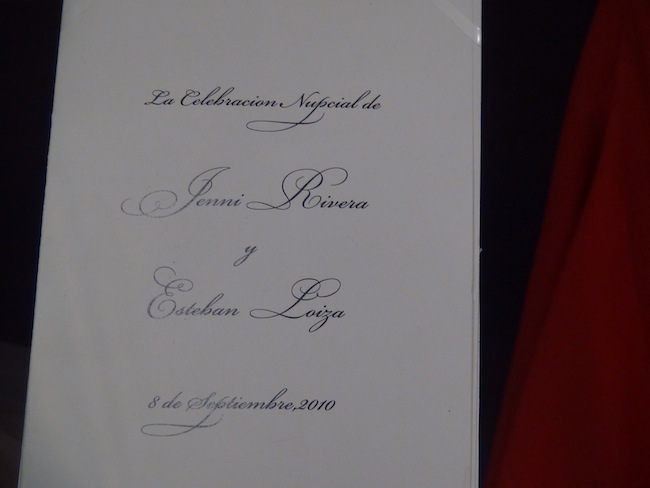 La Celebracion Nupcial de
Jenni Rivera
y
Esteban Loiza
8 de Septiembre,2010